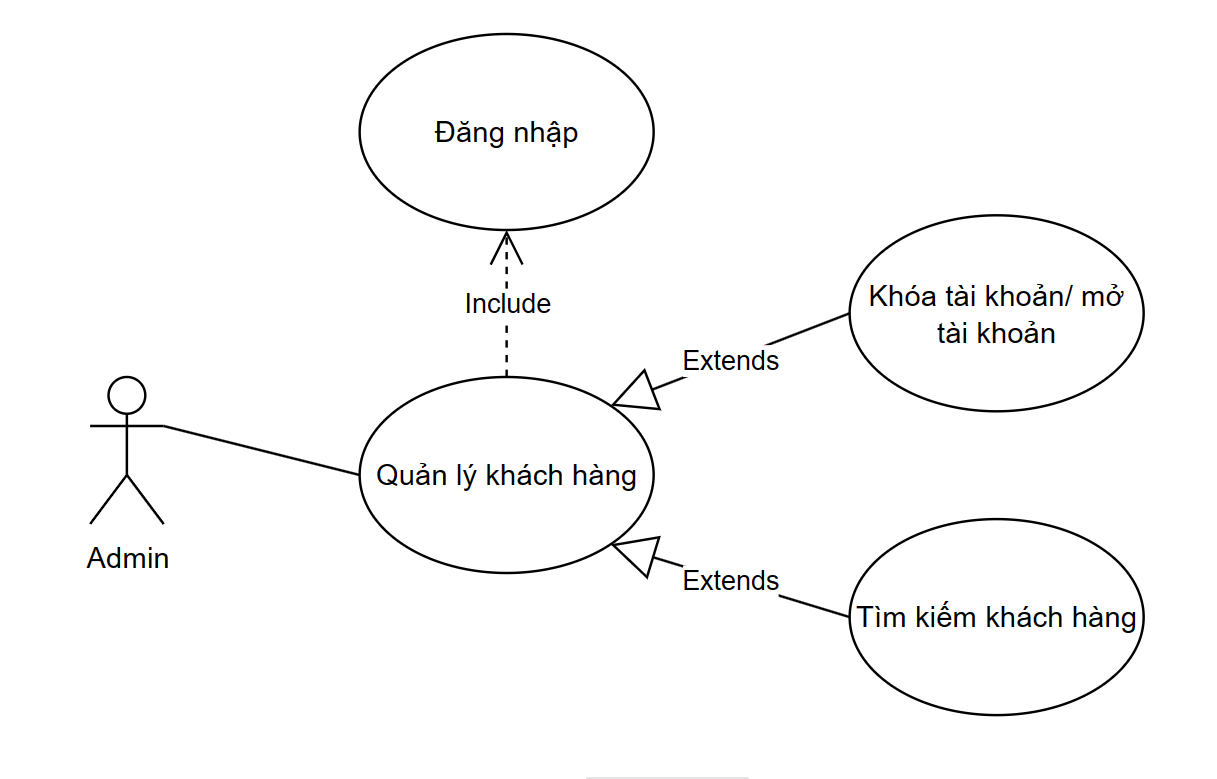 Đăng nhập
Include
Khóa tài khoản/ mở
tài khoản
Extends
Admin
Quản lý khách hàng
Extends
Tìm kiếm khách hàng